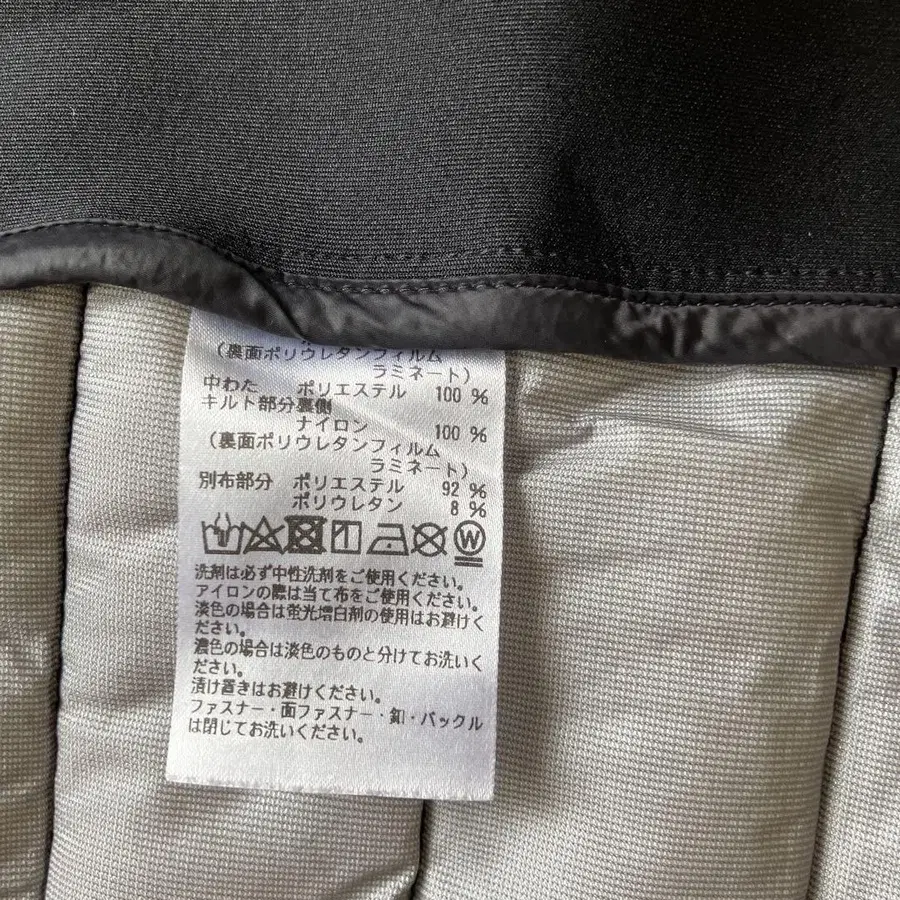 （裏面ポリウレタンフィルム
ラミネート）
中わた ポリエステル 100 %
キルト部分裏側
ナイロン 100 %
（裏面ポリウレタンフィルム
ラミネート）
別布部分 ポリエステル 92 %
ポリウレタン 8 %
W
洗剤は必ず中性洗剤をご使用ください。
アイロンの際は当て布をご使用ください。
淡色の場合は蛍光増白剤の使用はお避けく
ださい。
濃色の場合は淡色のものと分けてお洗いく
ださい。
漬け置きはお避けください。
ファスナー・面ファスナー・釦・バックル
は閉じてお洗いください。